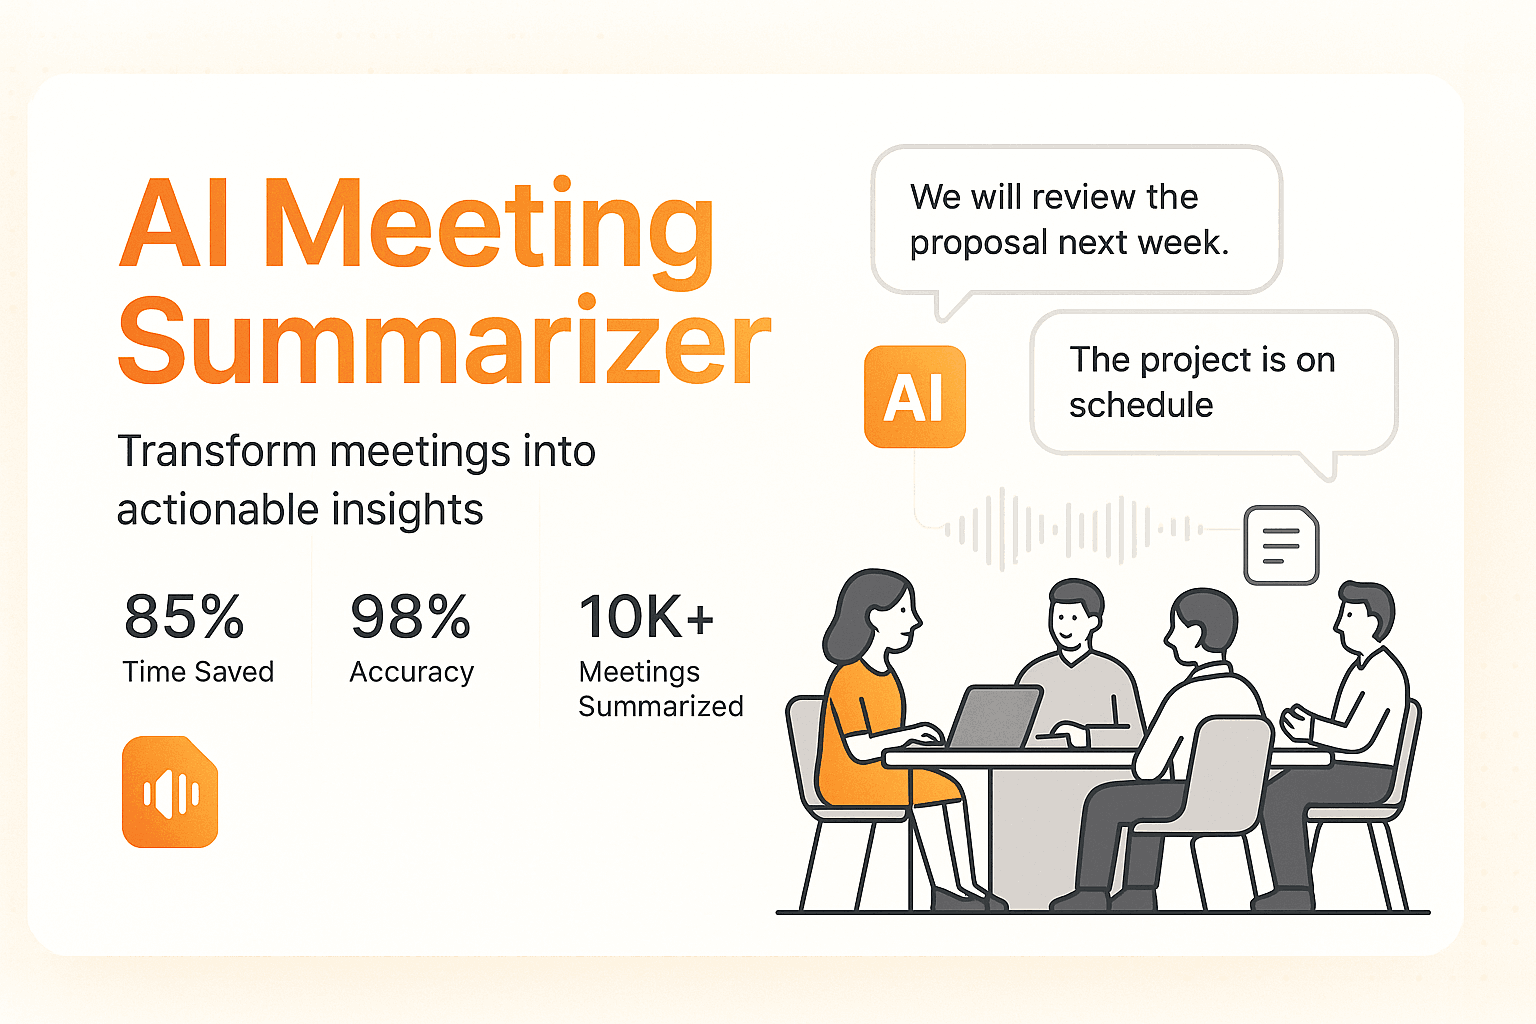 AI Meeting
Summarizer
Transform meetings into
actionable insights
85%
Time Saved
98%
Accuracy
10K+
Meetings
Summarized
We will review the
proposal next week.
The project is on
schedule
AI